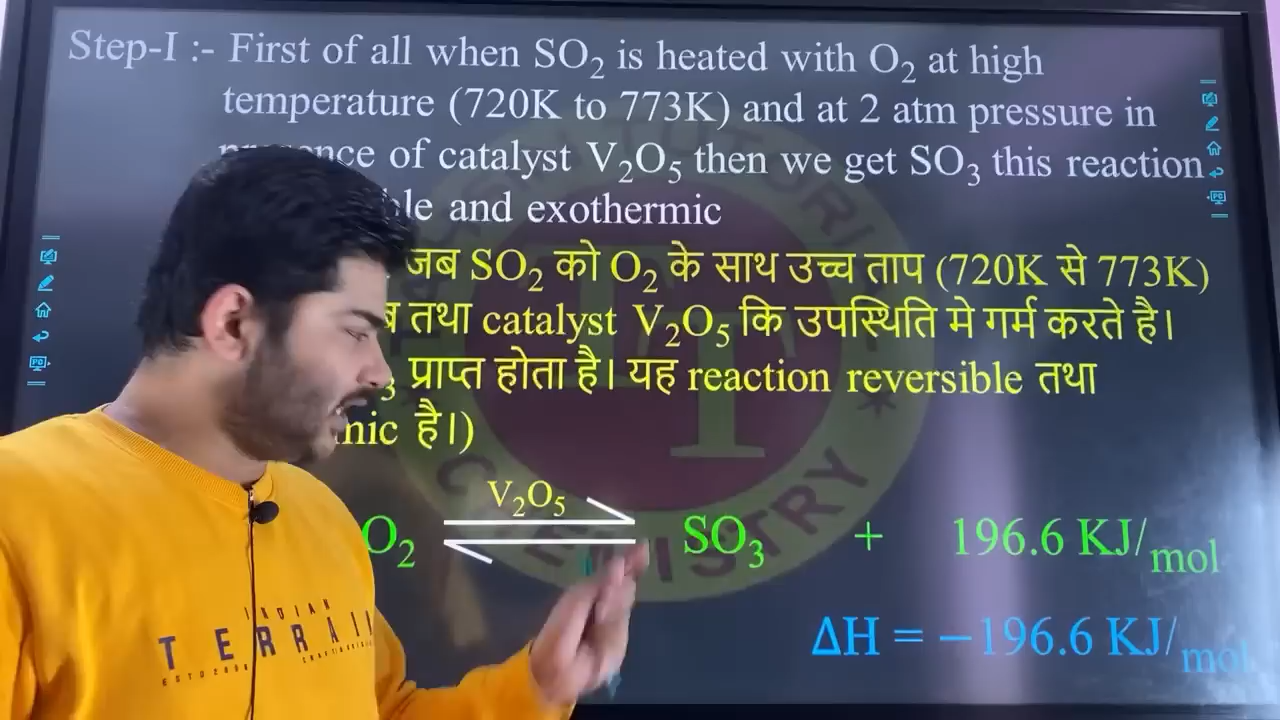 Step-I :- First of all when SO₂ is heated with O₂ at high
temperature (720K to 773K) and at 2 atm pressure in
of catalyst V₂O₅ then we get SO₃ this reaction
and exothermic
जब SO₂ को O₂ के साथ उच्च ताप (720K से 773K)
तथा catalyst V₂O₅ कि उपस्थिति मे गर्म करते है।
प्राप्त होता है। यह reaction reversible तथा
है।)
V₂O₅
O₂ ⇌ SO₃ + 196.6 KJ/mol
ΔH = –196.6 KJ/mol
CHEMISTRY
INDIAN
TERRAIN